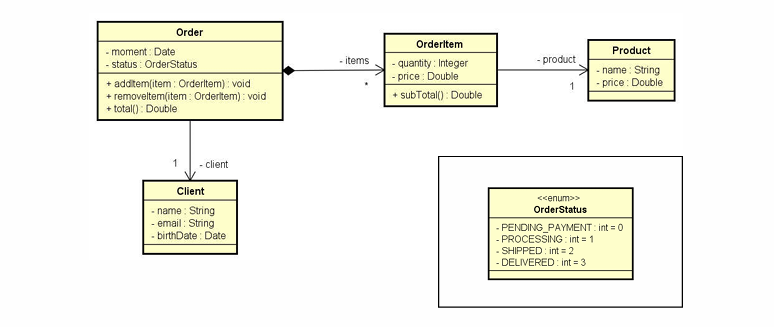 Order
- moment : Date
- status : OrderStatus
+ addItem(item : OrderItem) : void
+ removeItem(item : OrderItem) : void
+ total() : Double
- items
*
OrderItem
- quantity : Integer
- price : Double
+ subTotal() : Double
- product
1
Product
- name : String
- price : Double
1
- client
Client
- name : String
- email : String
- birthDate : Date
<<enum>>
OrderStatus
- PENDING_PAYMENT : int = 0
- PROCESSING : int = 1
- SHIPPED : int = 2
- DELIVERED : int = 3